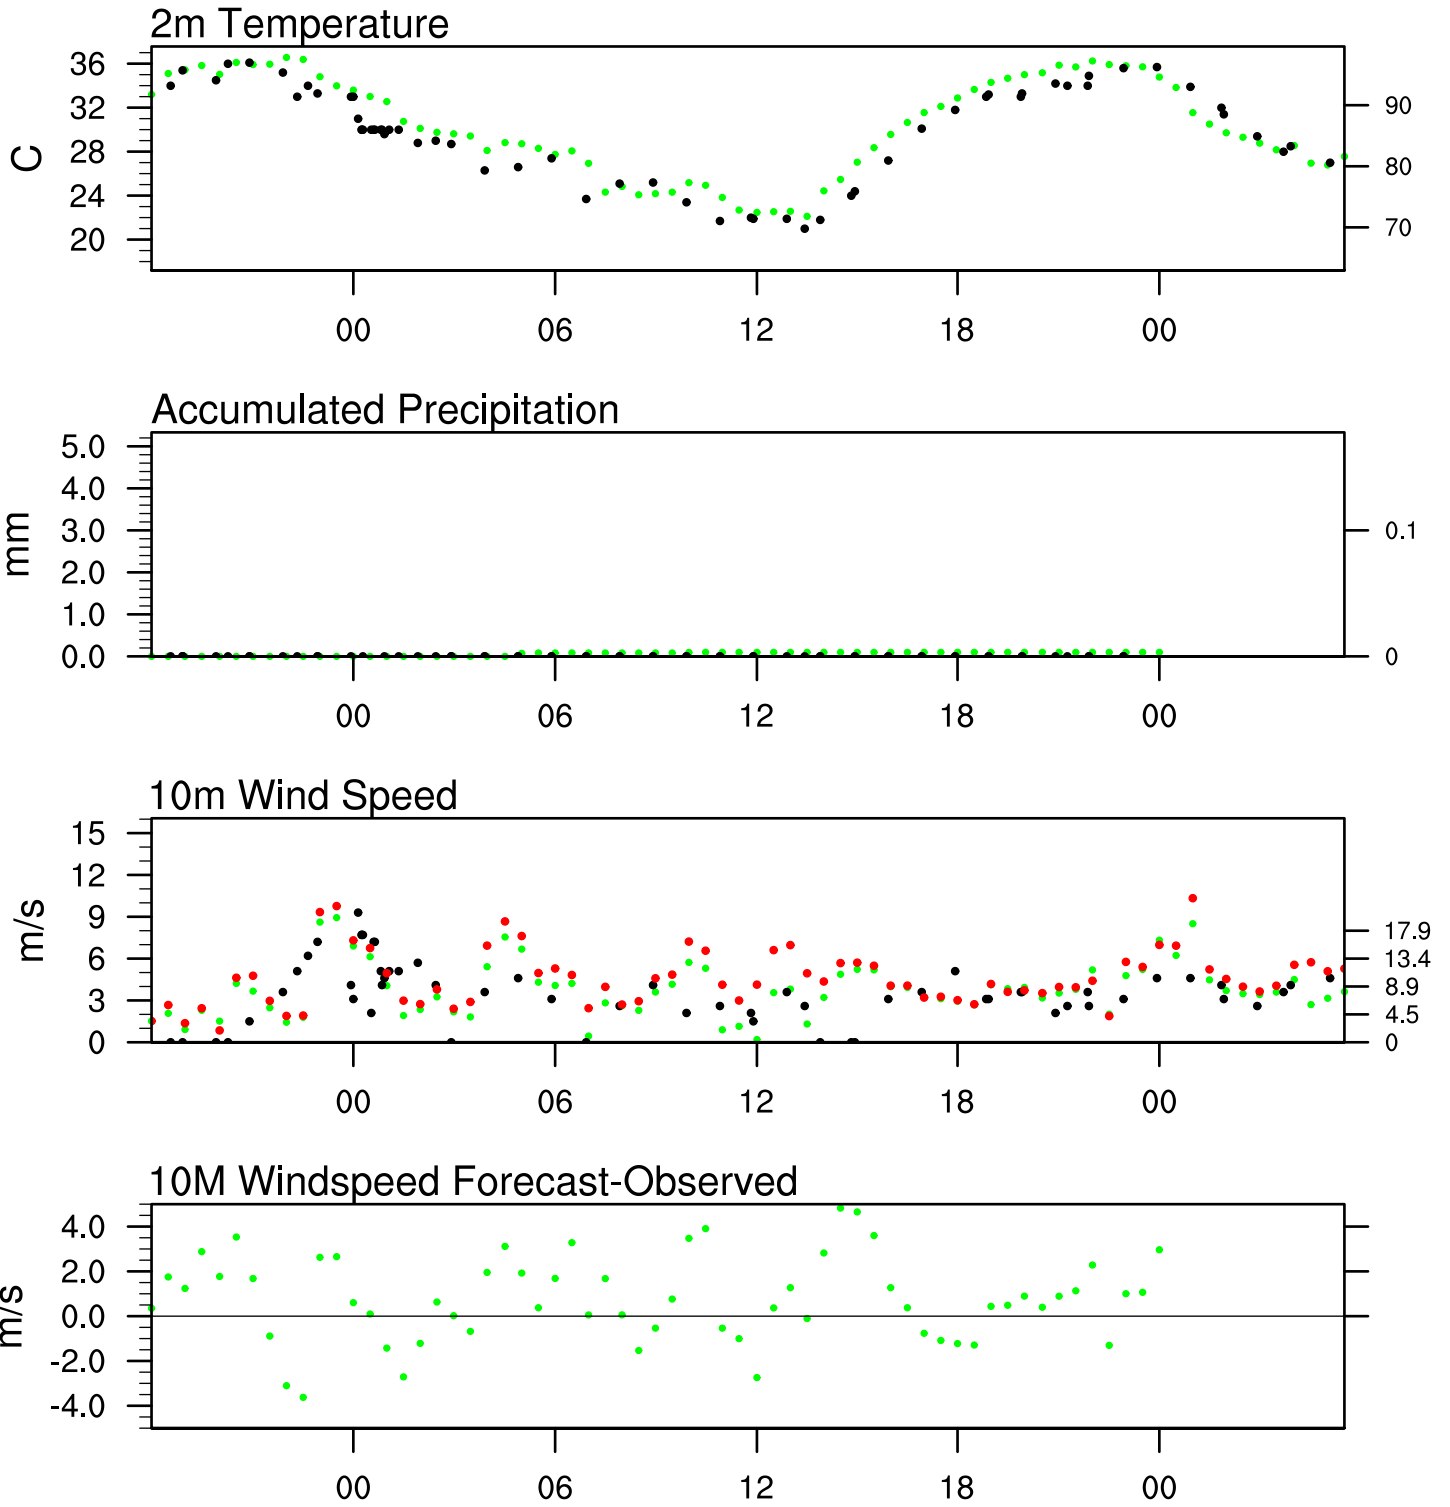 2m Temperature
36
32
28
24
20
C
90
80
70
00 06 12 18 00
Accumulated Precipitation
5.0
4.0
3.0
2.0
1.0
0.0
mm
0.1
0
00 06 12 18 00
10m Wind Speed
15
12
9
6
3
0
m/s
17.9
13.4
8.9
4.5
0
00 06 12 18 00
10M Windspeed Forecast-Observed
4.0
2.0
0.0
-2.0
-4.0
m/s
00 06 12 18 00